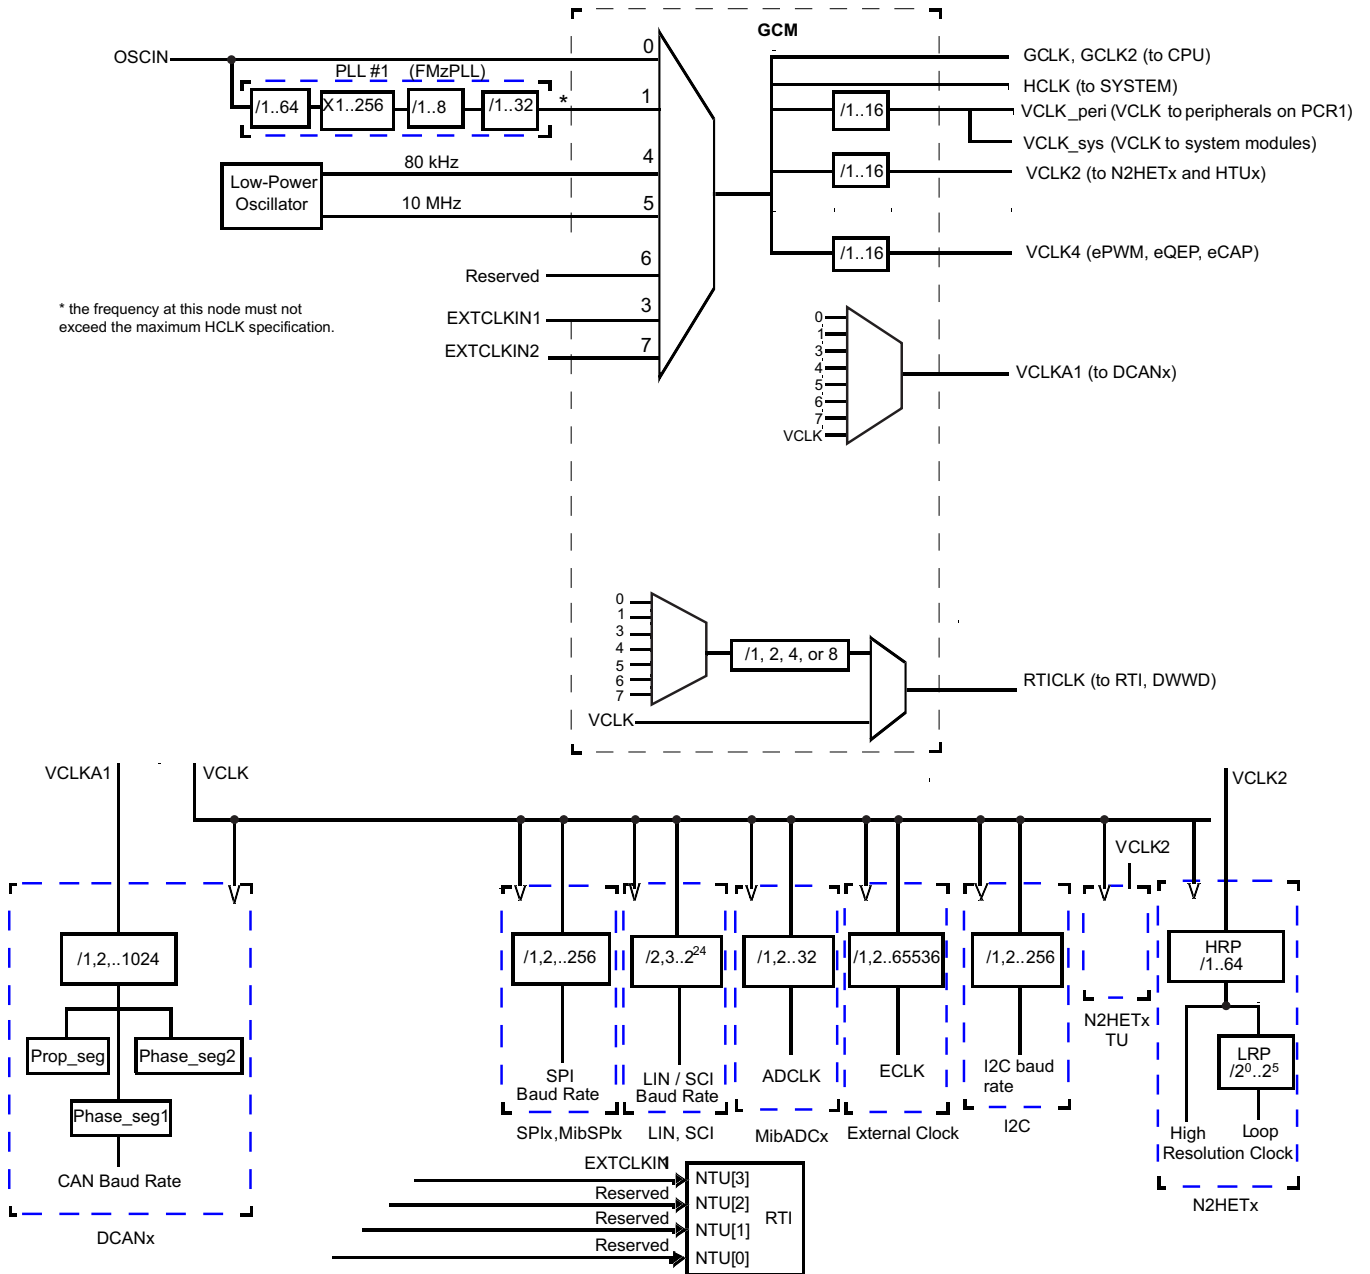 GCM
OSCIN
0
GCLK, GCLK2 (to CPU)
PLL #1 (FMzPLL)
HCLK (to SYSTEM)
/1..64
X1..256
/1..8
/1..32
*
1
/1..16
VCLK_peri (VCLK to peripherals on PCR1)
VCLK_sys (VCLK to system modules)
80 kHz
4
/1..16
VCLK2 (to N2HETx and HTUx)
Low-Power
Oscillator
10 MHz
5
/1..16
VCLK4 (ePWM, eQEP, eCAP)
6
Reserved
* the frequency at this node must not
exceed the maximum HCLK specification.
3
EXTCLKIN1
7
EXTCLKIN2
0
1
3
4
5
6
7
VCLK
VCLKA1 (to DCANx)
0
1
3
4
5
6
7
/1, 2, 4, or 8
RTICLK (to RTI, DWWD)
VCLK
VCLKA1
VCLK
VCLK2
VCLK2
/1,2,..1024
/1,2,..256
/2,3..2^24
/1,2..32
/1,2..65536
/1,2..256
HRP
/1..64
N2HETx
TU
Prop_seg
Phase_seg2
LRP
/2^0..2^5
SPI
Baud Rate
LIN / SCI
Baud Rate
ADCLK
ECLK
I2C baud
rate
Phase_seg1
SPIx,MibSPIx
LIN, SCI
MibADCx
External Clock
I2C
High
Resolution Clock
Loop
CAN Baud Rate
N2HETx
DCANx
EXTCLKIN1
NTU[3]
Reserved
NTU[2]
RTI
Reserved
NTU[1]
Reserved
NTU[0]